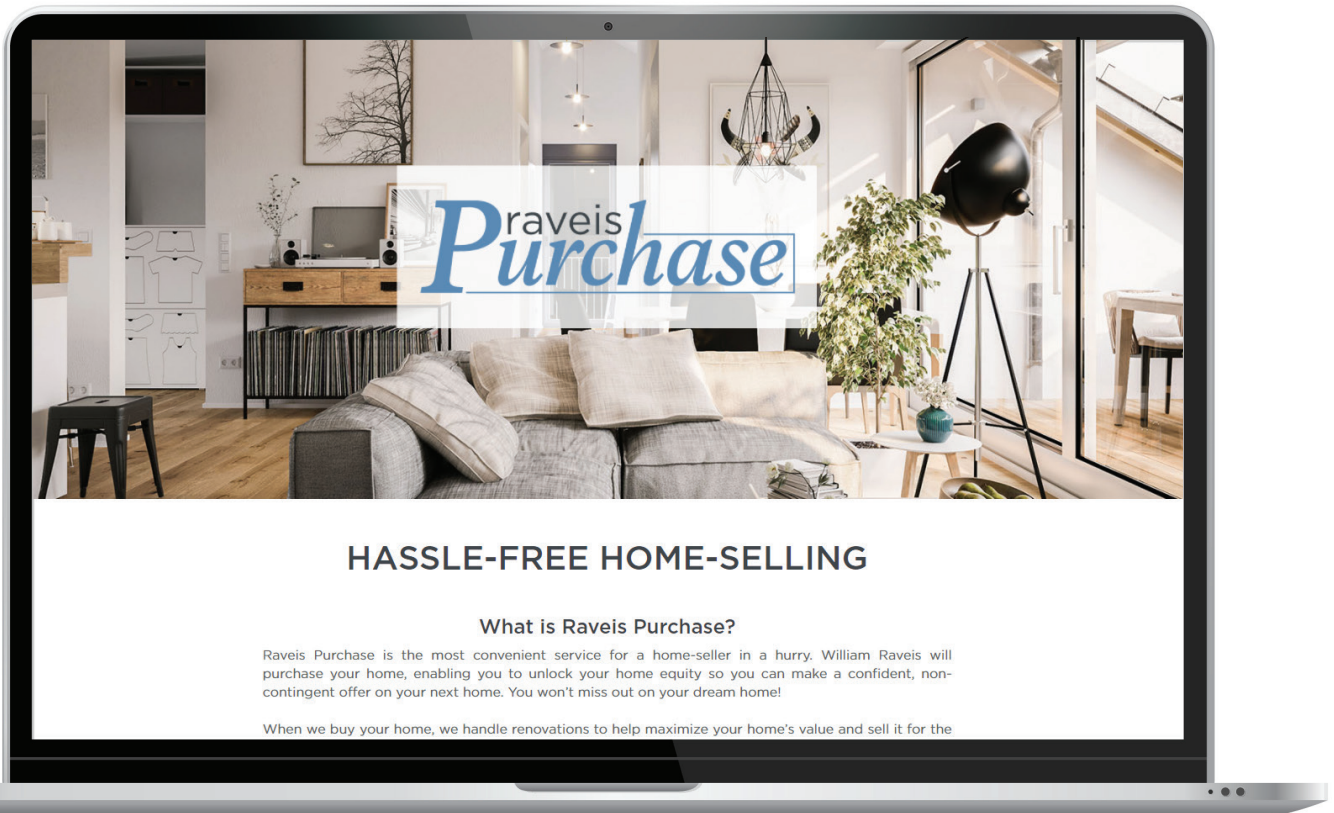 raveis
Purchase
HASSLE-FREE HOME-SELLING
What is Raveis Purchase?
Raveis Purchase is the most convenient service for a home-seller in a hurry. William Raveis will
purchase your home, enabling you to unlock your home equity so you can make a confident, non-
contingent offer on your next home. You won't miss out on your dream home!
When we buy your home, we handle renovations to help maximize your home's value and sell it for the